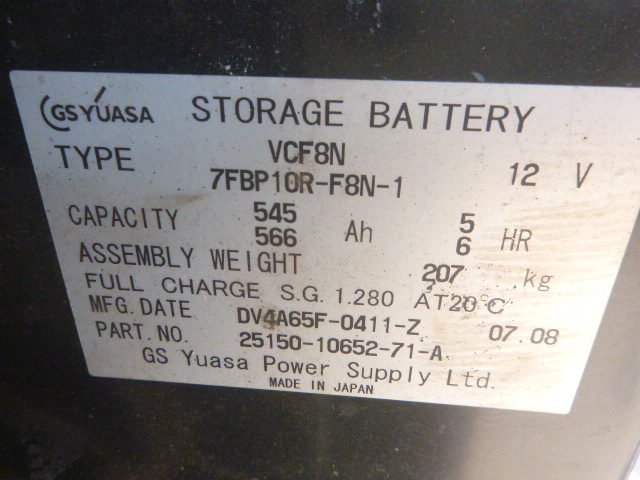 GS YUASA STORAGE BATTERY
TYPE VCF8N
7FBP10R-F8N-1 12 V
CAPACITY 545 5
566 Ah 6 HR
ASSEMBLY WEIGHT 207 kg
FULL CHARGE S.G. 1.280 AT 20°C
MFG. DATE DV4A65F-0411-Z 07.08
PART. NO. 25150-10652-71-A
GS Yuasa Power Supply Ltd.
MADE IN JAPAN